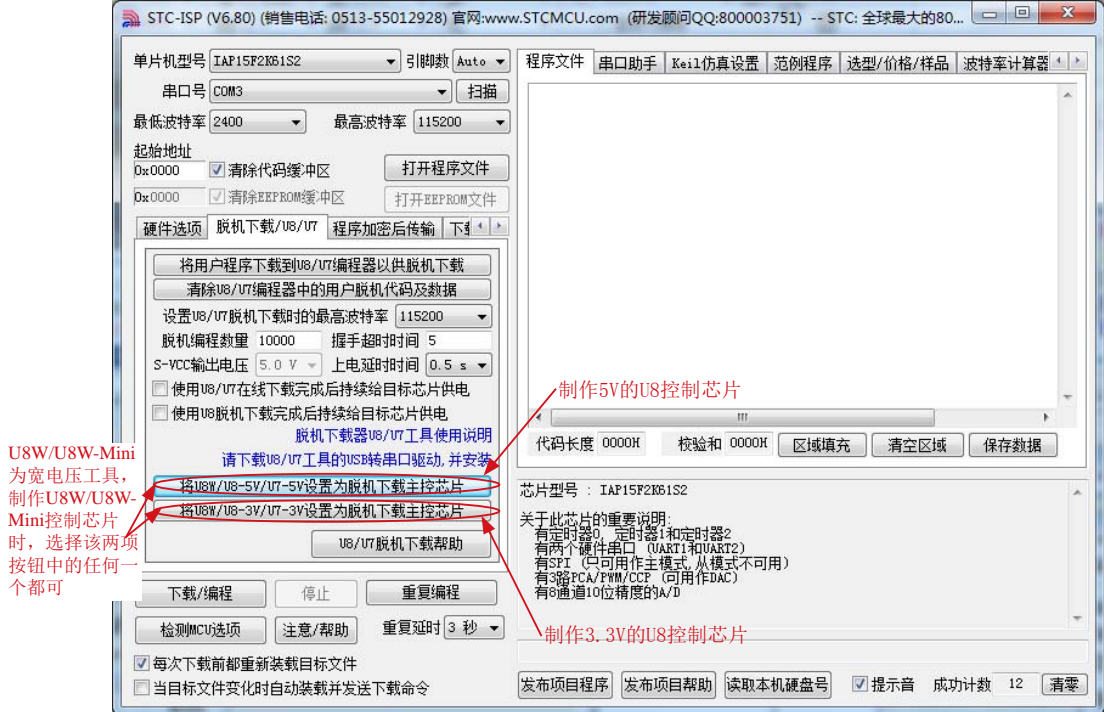 STC-ISP (V6.80) (销售电话: 0513-55012928) 官网:www.STCMCU.com (研发顾问QQ:800003751) -- STC: 全球最大的80...
单片机型号 IAP15F2K61S2 引脚数 Auto
串口号 COM3 扫描
最低波特率 2400 最高波特率 115200
起始地址
0x0000 清除代码缓冲区 打开程序文件
0x0000 清除EEPROM缓冲区 打开EEPROM文件
硬件选项 脱机下载/U8/U7 程序加密后传输
将用户程序下载到U8/U7编程器以供脱机下载
清除U8/U7编程器中的用户脱机代码及数据
设置U8/U7脱机下载时的最高波特率 115200
脱机编程数量 10000 握手超时时间 5
S-VCC输出电压 5.0 V 上电延时时间 0.5 s
使用U8/U7在线下载完成后持续给目标芯片供电
使用U8脱机下载完成后持续给目标芯片供电
脱机下载器U8/U7工具使用说明
请下载U8/U7工具的USB转串口驱动,并安装
将U8W/U8-5V/U7-5V设置为脱机下载主控芯片
将U8W/U8-3V/U7-3V设置为脱机下载主控芯片
U8/U7脱机下载帮助
下载/编程 停止 重复编程
检测MCU选项 注意/帮助 重复延时 3 秒
每次下载前都重新装载目标文件
当目标文件变化时自动装载并发送下载命令
U8W/U8W-Mini
为宽电压工具，
制作U8W/U8W-
Mini控制芯片
时，选择该两项
按钮中的任何一
个都可
程序文件 串口助手 Keil仿真设置 范例程序 选型/价格/样品 波特率计算器
制作5V的U8控制芯片
代码长度 0000H 校验和 0000H 区域填充 清空区域 保存数据
芯片型号 : IAP15F2K61S2
关于此芯片的重要说明:
有定时器0, 定时器1和定时器2
有两个硬件串口 (UART1和UART2)
有SPI (只可用作主模式,从模式不可用)
有3路PCA/PWM/CCP (可用作DAC)
有8通道10位精度的A/D
制作3.3V的U8控制芯片
发布项目程序 发布项目帮助 读取本机硬盘号 提示音 成功计数 12 清零